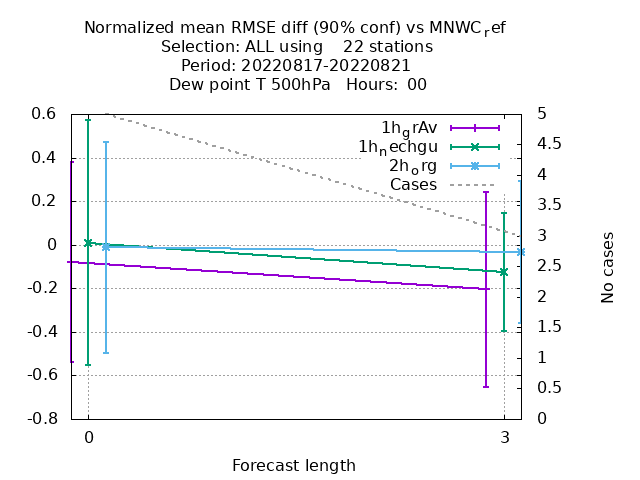 Normalized mean RMSE diff (90% conf) vs MNWC_ref
Selection: ALL using    22 stations
Period: 20220817-20220821
Dew point T 500hPa   Hours:  00
1h_grAv
1h_nechgu
2h_org
Cases
0.6
0.4
0.2
0
-0.2
-0.4
-0.6
-0.8
5
4.5
4
3.5
3
2.5
2
1.5
1
0.5
0
No cases
0
3
Forecast length